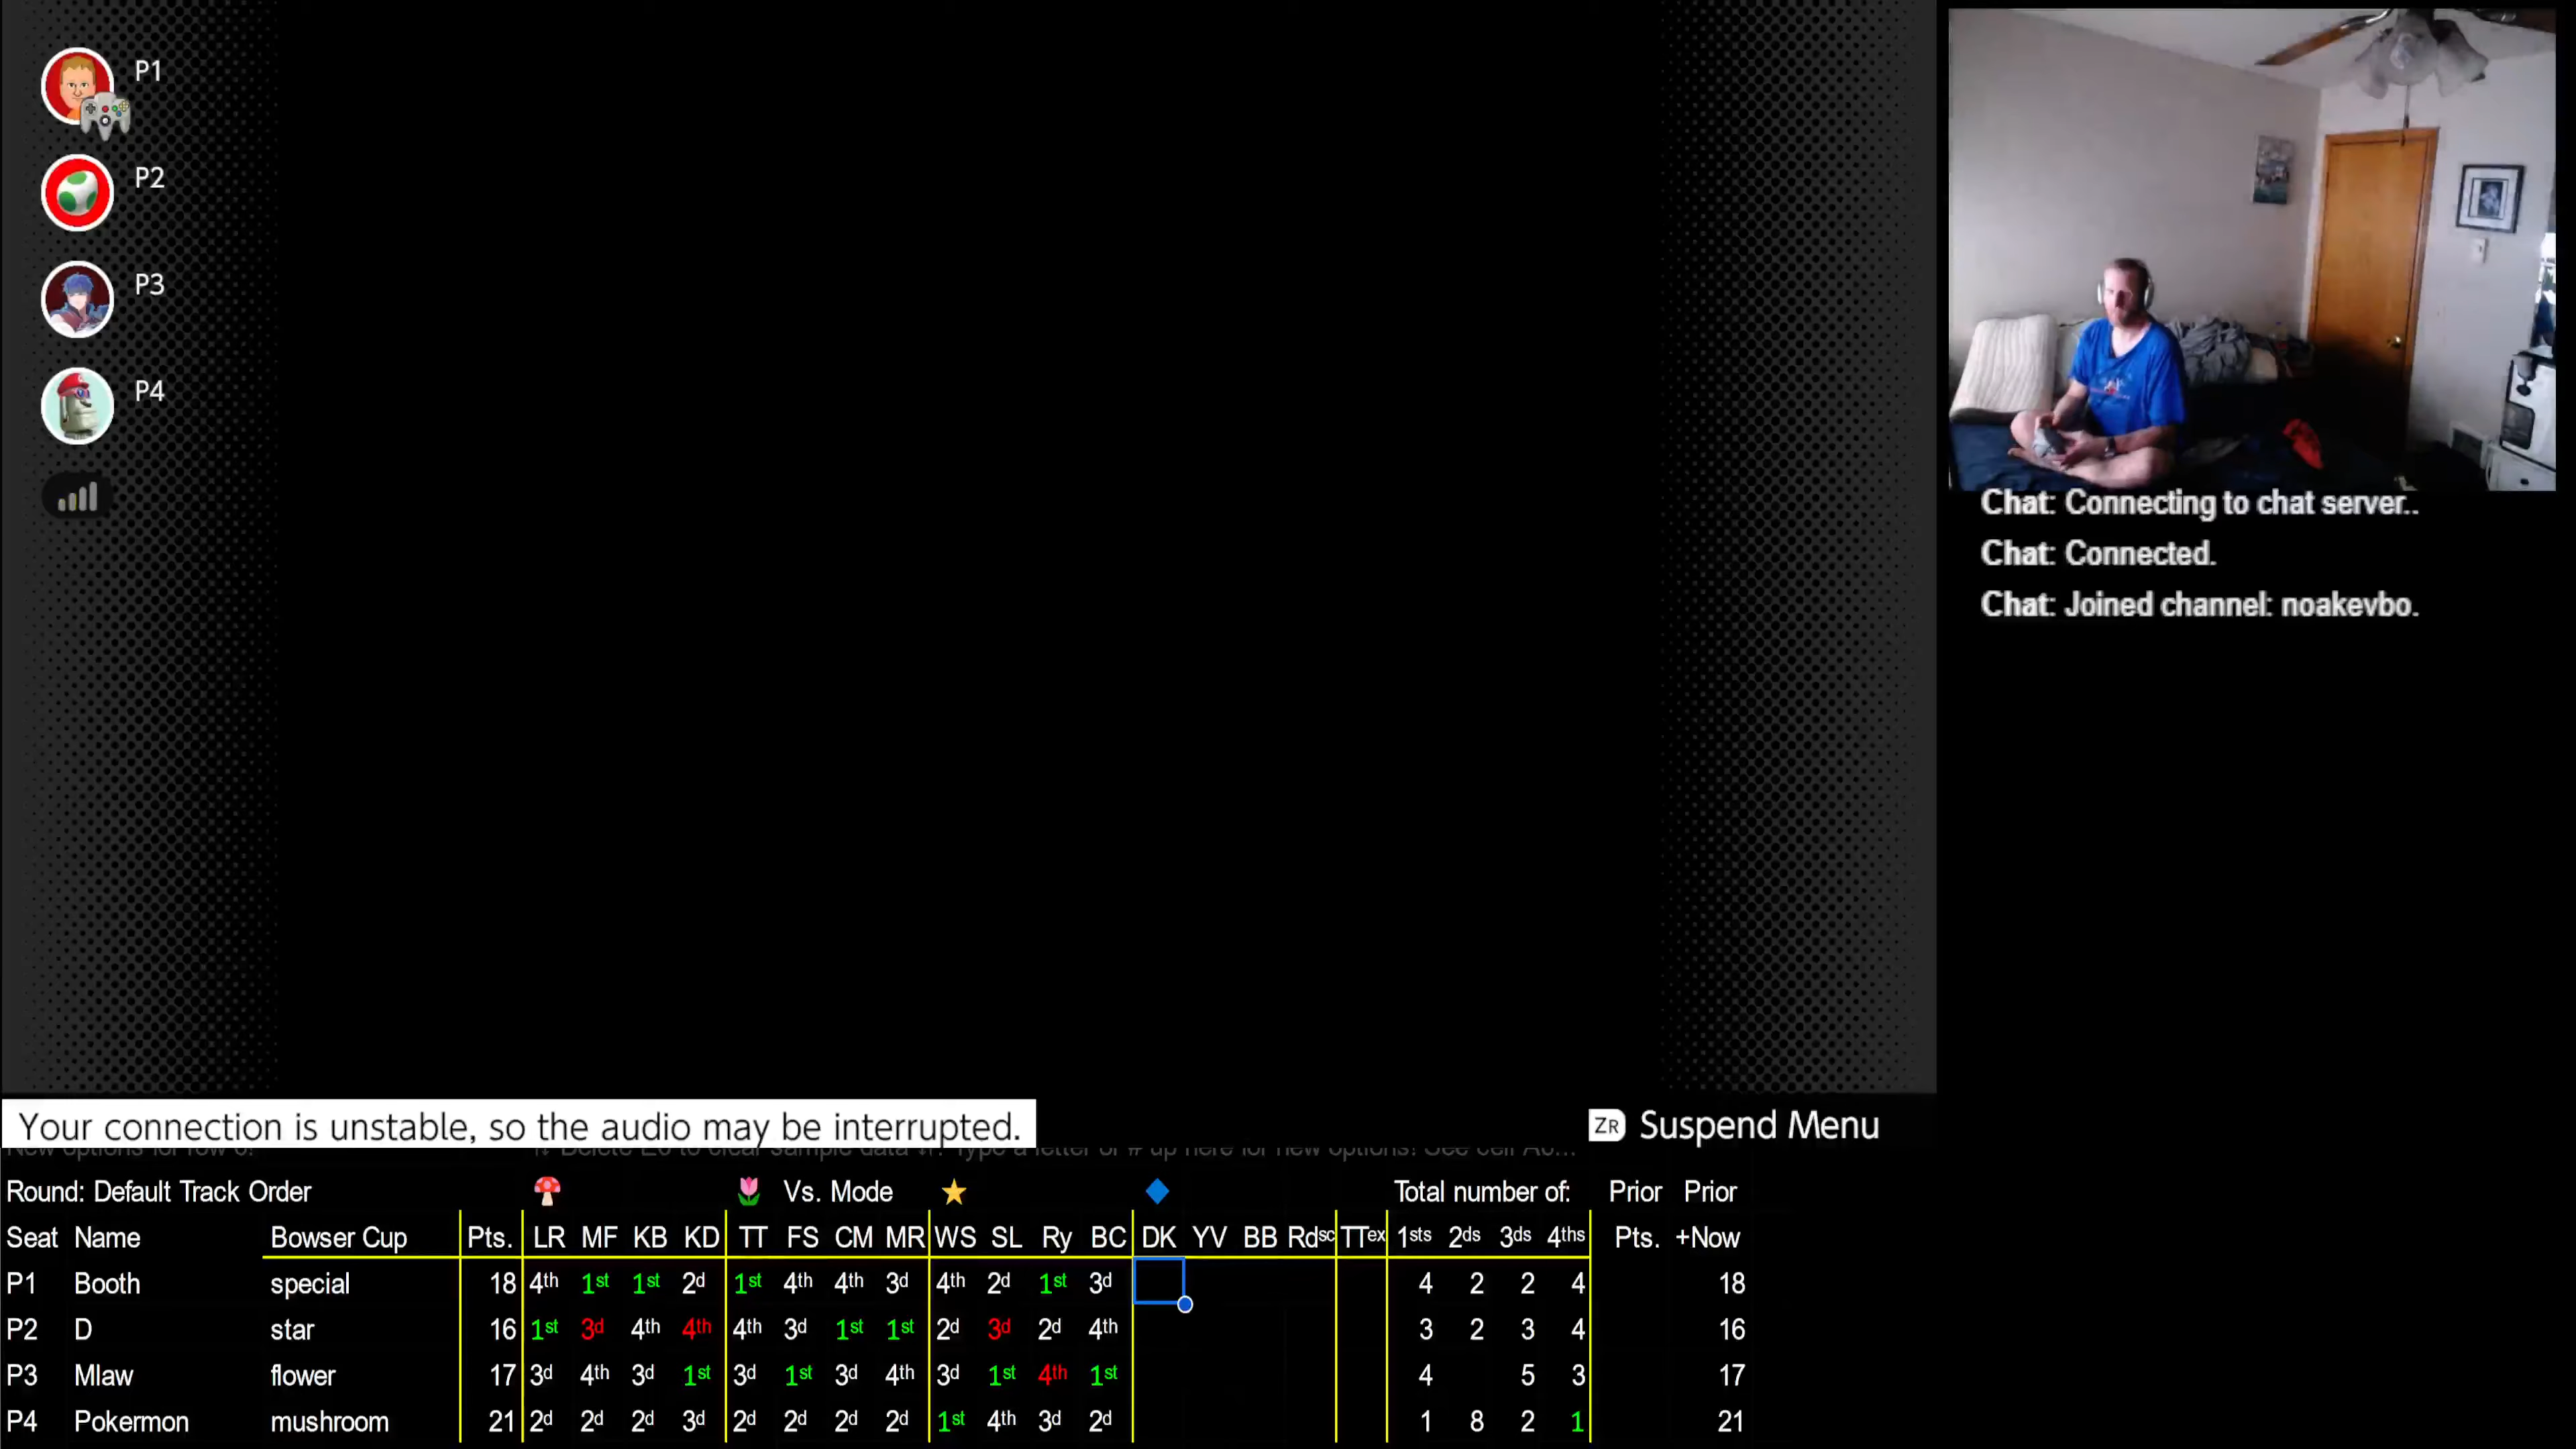 P1
P2
P3
P4
Chat: Connecting to chat server..
Chat: Connected.
Chat: Joined channel: noakevbo.
Your connection is unstable, so the audio may be interrupted.
ZR Suspend Menu
Round: Default Track Order Vs. Mode Total number of: Prior Prior
Seat Name Bowser Cup Pts. LR MF KB KD TT FS CM MR WS SL Ry BC DK YV BB Rdsc TTex 1sts 2ds 3ds 4ths Pts. +Now
P1 Booth special 18 4th 1st 1st 2d 1st 4th 4th 3d 4th 2d 1st 3d 4 2 2 4 18
P2 D star 16 1st 3d 4th 4th 4th 3d 1st 1st 2d 3d 2d 4th 3 2 3 4 16
P3 Mlaw flower 17 3d 4th 3d 1st 3d 1st 3d 4th 3d 1st 4th 1st 4 5 3 17
P4 Pokermon mushroom 21 2d 2d 2d 3d 2d 2d 2d 2d 1st 4th 3d 2d 1 8 2 1 21